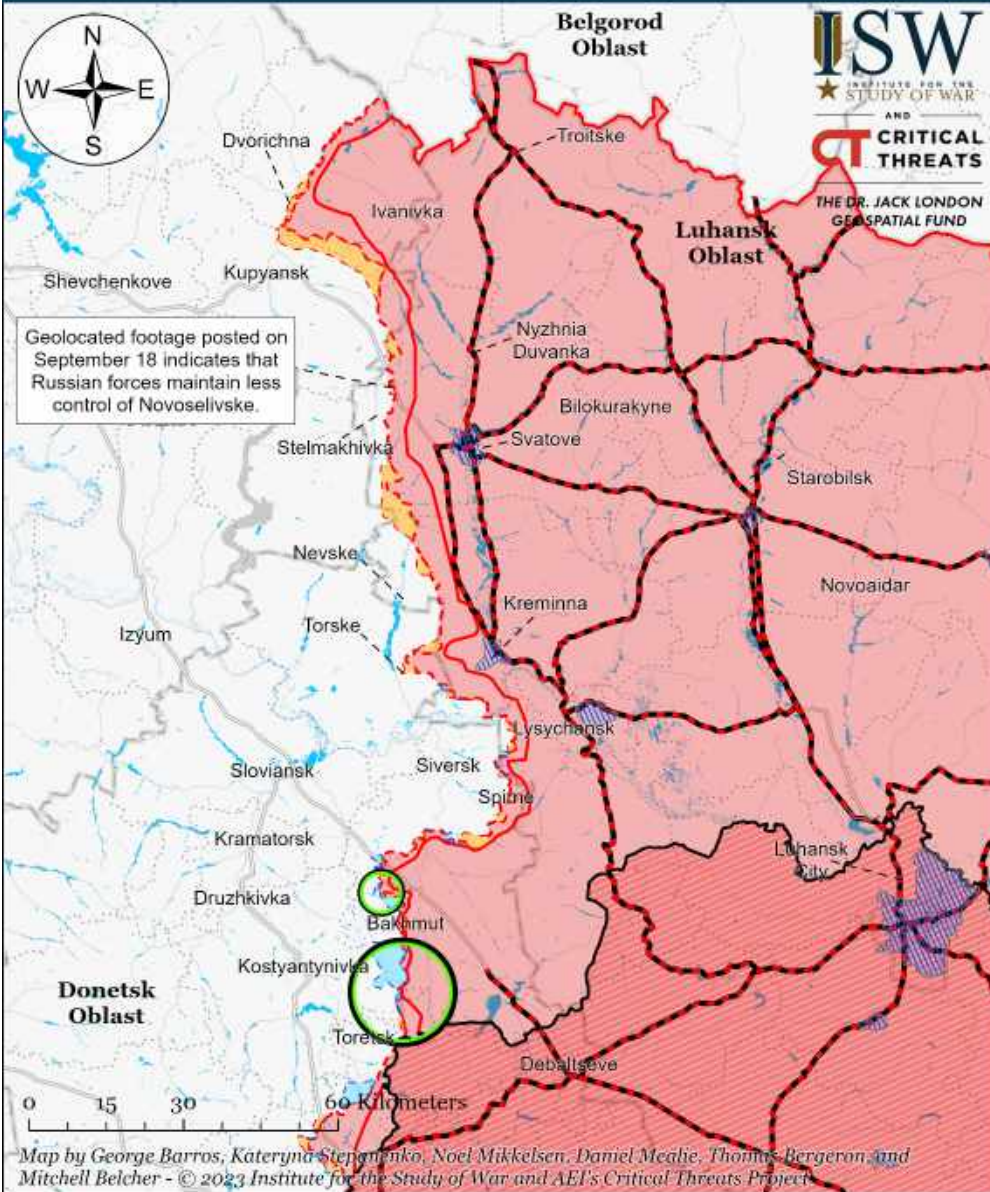 N
W
E
S
Belgorod
Oblast
ISW
INSTITUTE FOR THE
STUDY OF WAR
AND
CT CRITICAL
THREATS
THE DR. JACK LONDON
GEOSPATIAL FUND
Dvorichna
Troitske
Ivanivka
Luhansk
Oblast
Shevchenkove
Kupyansk
Geolocated footage posted on
September 18 indicates that
Russian forces maintain less
control of Novoselivske.
Nyzhnia
Duvanka
Bilokurakyne
Stelmakhivka
Svatove
Starobilsk
Nevske
Novoaidar
Kreminna
Torske
Izyum
Lysychansk
Siversk
Sloviansk
Spirne
Kramatorsk
Luhansk
City
Druzhkivka
Bakhmut
Kostyantynivka
Donetsk
Oblast
Toretsk
Debaltseve
0 15 30 60 Kilometers
Map by George Barros, Kateryna Stepanenko, Noel Mikkelsen, Daniel Mealie, Thomas Bergeron, and
Mitchell Belcher - © 2023 Institute for the Study of War and AEI's Critical Threats Project